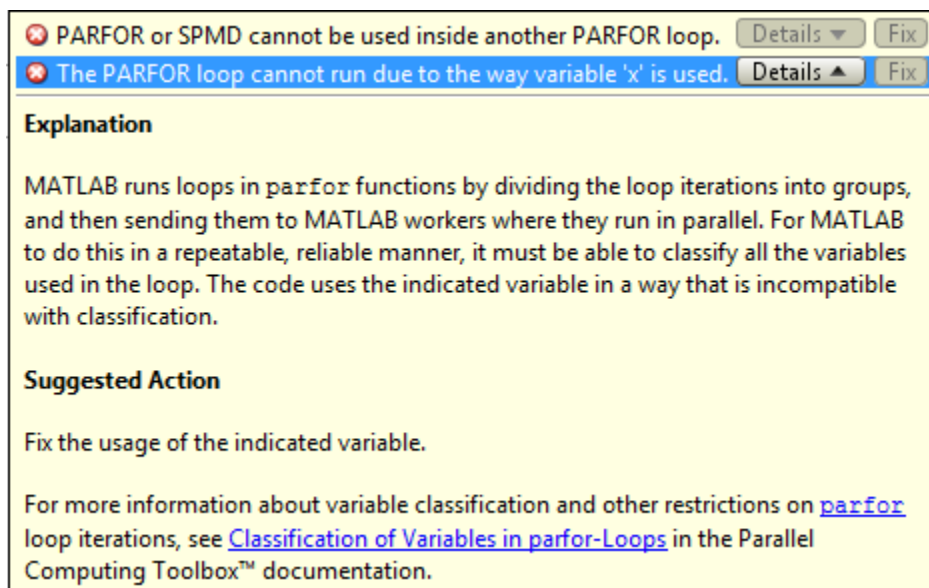 PARFOR or SPMD cannot be used inside another PARFOR loop. Details Fix
The PARFOR loop cannot run due to the way variable 'x' is used. Details Fix
Explanation
MATLAB runs loops in parfor functions by dividing the loop iterations into groups,
and then sending them to MATLAB workers where they run in parallel. For MATLAB
to do this in a repeatable, reliable manner, it must be able to classify all the variables
used in the loop. The code uses the indicated variable in a way that is incompatible
with classification.
Suggested Action
Fix the usage of the indicated variable.
For more information about variable classification and other restrictions on parfor
loop iterations, see Classification of Variables in parfor-Loops in the Parallel
Computing Toolbox™ documentation.